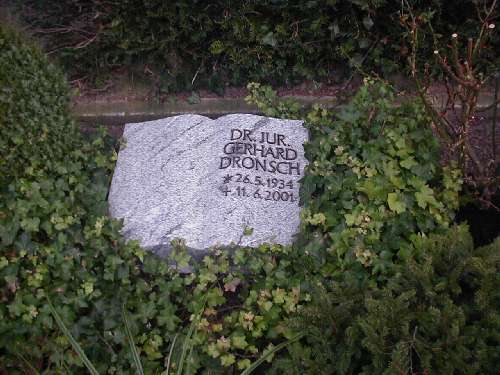 DR. JUR.
GERHARD
DRONSCH
* 26.5.1934
+ 11.6.2001